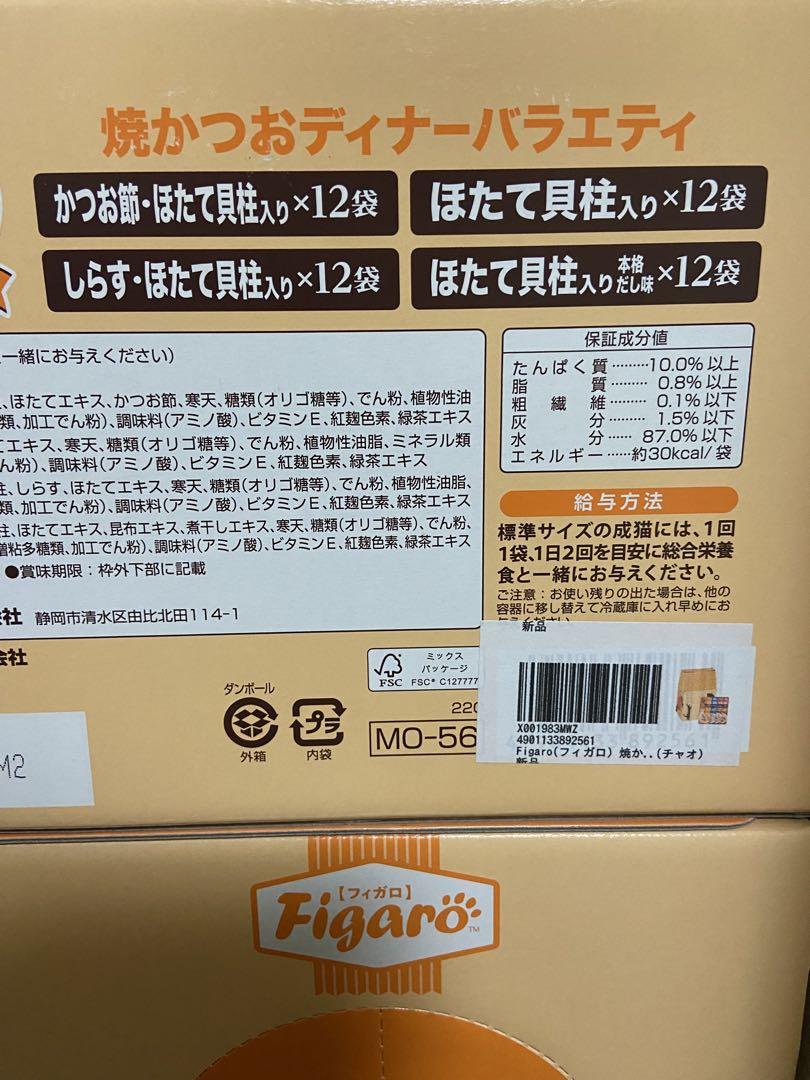 焼かつおディナーバラエティ
かつお節・ほたて貝柱入り×12袋
ほたて貝柱入り×12袋
しらす・ほたて貝柱入り×12袋
ほたて貝柱入り本格だし味×12袋
一緒にお与えください）
、ほたてエキス、かつお節、寒天、糖類（オリゴ糖等）、でん粉、植物性油
類、加工でん粉）、調味料（アミノ酸）、ビタミンE、紅麹色素、緑茶エキス
エキス、寒天、糖類（オリゴ糖等）、でん粉、植物性油脂、ミネラル類
ん粉）、調味料（アミノ酸）、ビタミンE、紅麹色素、緑茶エキス
柱、しらす、ほたてエキス、寒天、糖類（オリゴ糖等）、でん粉、植物性油脂、
類、加工でん粉）、調味料（アミノ酸）、ビタミンE、紅麹色素、緑茶エキス
柱、ほたてエキス、昆布エキス、煮干しエキス、寒天、糖類（オリゴ糖等）、でん粉、
増粘多糖類、加工でん粉）、調味料（アミノ酸）、ビタミンE、紅麹色素、緑茶エキス
●賞味期限：枠外下部に記載
会社 静岡市清水区由比北田114-1
会社
保証成分値
たんぱく質………10.0%以上
脂質………0.8%以上
粗繊維………0.1%以下
灰分………1.5%以下
水分……87.0%以下
エネルギー……約30kcal/袋
給与方法
標準サイズの成猫には、1回
1袋、1日2回を目安に総合栄養
食と一緒にお与えください。
ご注意：お使い残りの出た場合は、他の
容器に移し替えて冷蔵庫に入れ早めにお
ミックス
パッケージ
FSC
FSC® C127777
ダンボール
外箱
プラ
内袋
220
MO-56
M2
新品
X001983MWZ
4901133892561
Figaro(フィガロ) 焼か..(チャオ)
新品
【フィガロ】
Figaro™